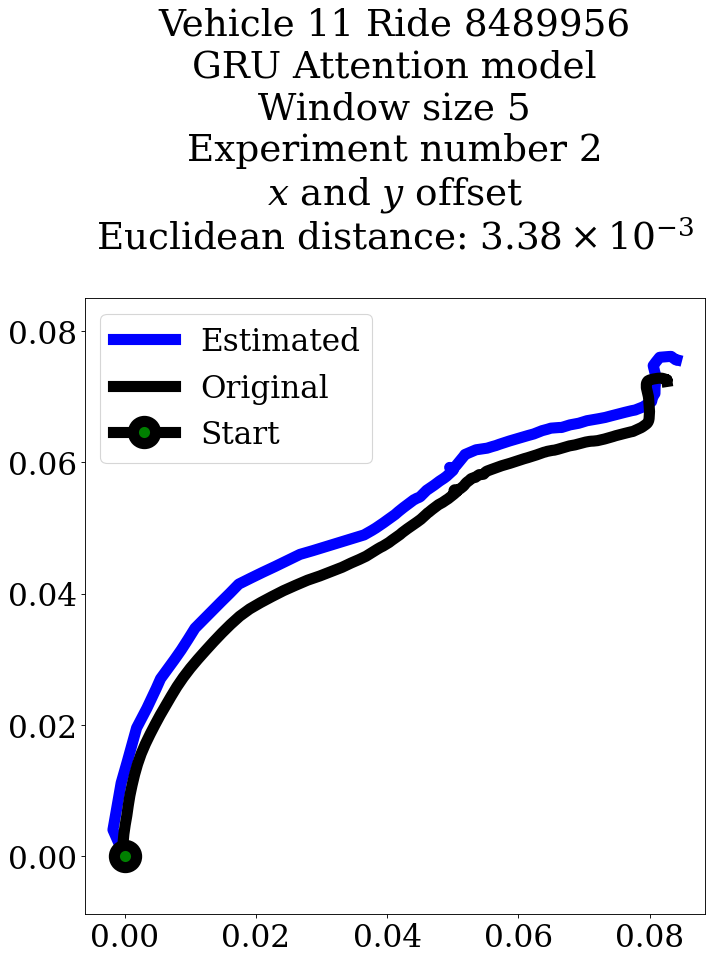 Vehicle 11 Ride 8489956
GRU Attention model
Window size 5
Experiment number 2
x and y offset
Euclidean distance: 3.38 × 10⁻³
Estimated
Original
Start
0.08
0.06
0.04
0.02
0.00
0.00 0.02 0.04 0.06 0.08